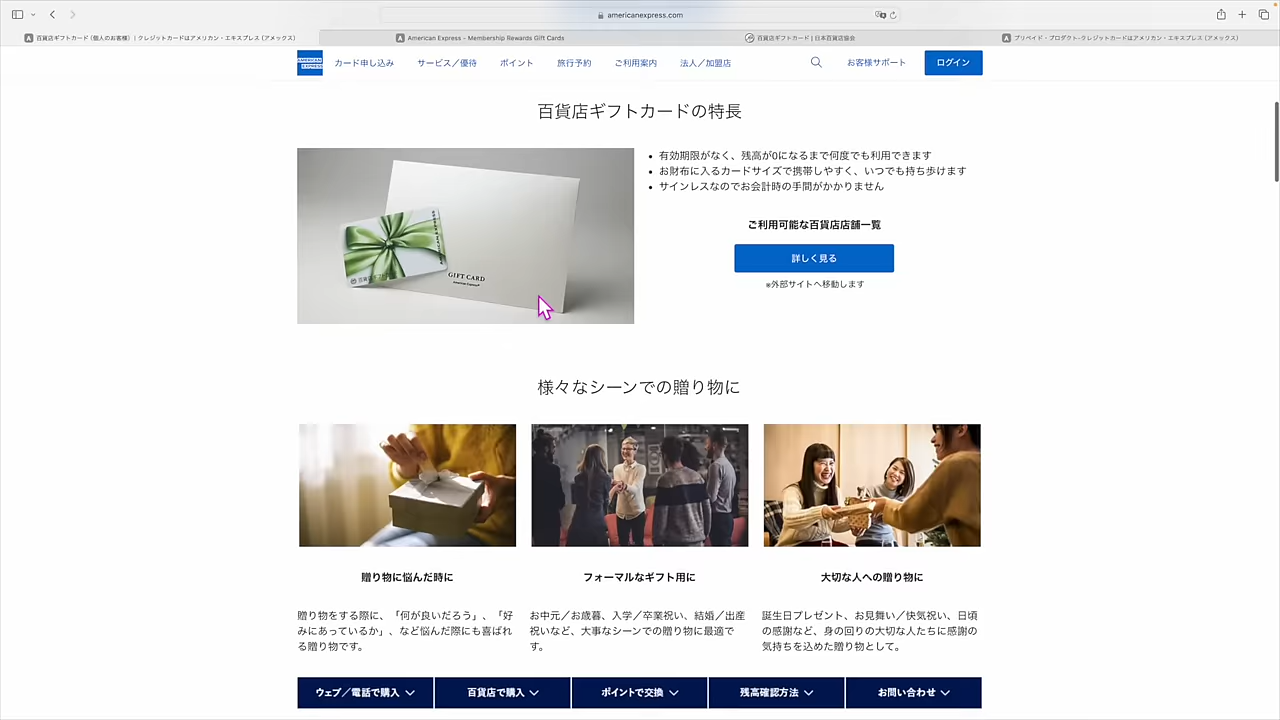 americanexpress.com
百貨店ギフトカード (個人のお客様) | クレジットカードはアメリカン・エキスプレス (アメックス)
American Express - Membership Rewards Gift Cards
百貨店ギフトカード | 日本百貨店協会
プリペイド・プロダクト-クレジットカードはアメリカン・エキスプレス (アメックス)
AMERICAN EXPRESS
カード申し込み
サービス／優待
ポイント
旅行予約
ご利用案内
法人／加盟店
お客様サポート
ログイン
百貨店ギフトカードの特長
GIFT CARD
American Express
百貨店ギフト
• 有効期限がなく、残高が0になるまで何度でも利用できます
• お財布に入るカードサイズで携帯しやすく、いつでも持ち歩けます
• サインレスなのでお会計時の手間がかかりません
ご利用可能な百貨店店舗一覧
詳しく見る
※外部サイトへ移動します
様々なシーンでの贈り物に
贈り物に悩んだ時に
贈り物をする際に、「何が良いだろう」、「好
みにあっているか」、など悩んだ際にも喜ばれ
る贈り物です。
フォーマルなギフト用に
お中元／お歳暮、入学／卒業祝い、結婚／出産
祝いなど、大事なシーンでの贈り物に最適で
す。
大切な人への贈り物に
誕生日プレゼント、お見舞い／快気祝い、日頃
の感謝など、身の回りの大切な人たちに感謝の
気持ちを込めた贈り物として。
ウェブ／電話で購入
百貨店で購入
ポイントで交換
残高確認方法
お問い合わせ